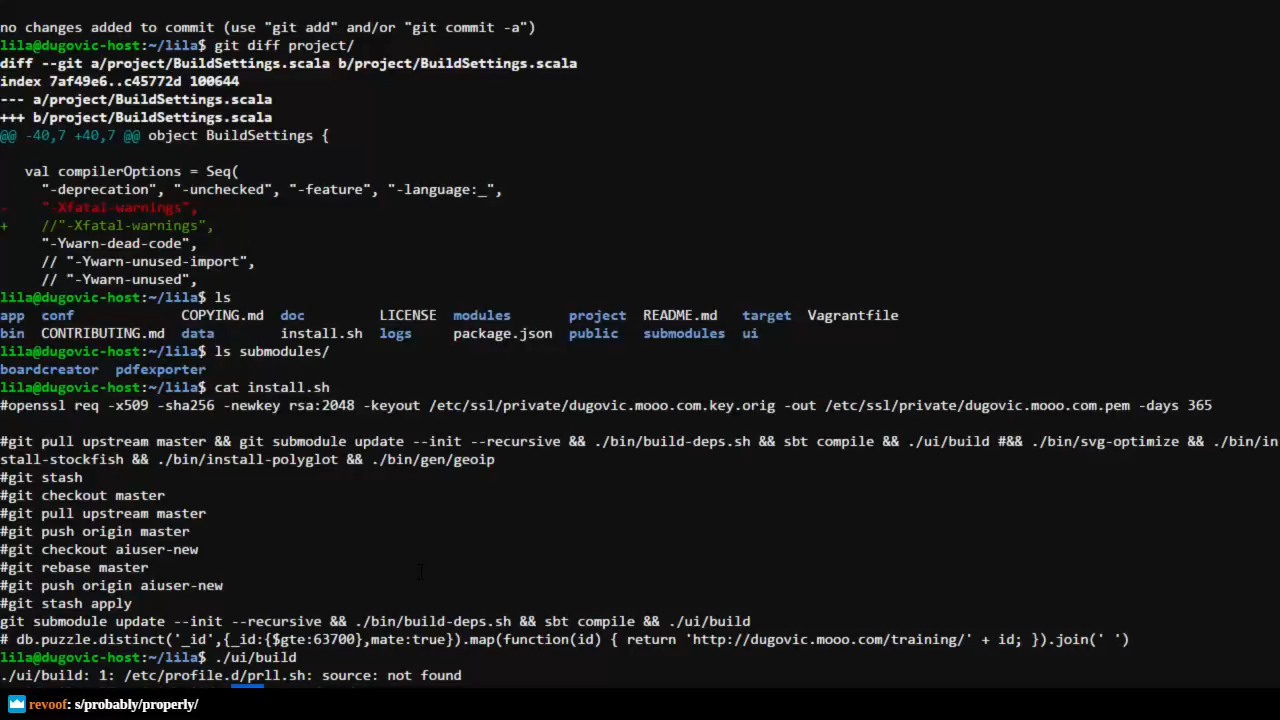 no changes added to commit (use "git add" and/or "git commit -a")
lila@dugovic-host:~/lila$ git diff project/
diff --git a/project/BuildSettings.scala b/project/BuildSettings.scala
index 7af49e6..c45772d 100644
--- a/project/BuildSettings.scala
+++ b/project/BuildSettings.scala
@@ -40,7 +40,7 @@ object BuildSettings {
val compilerOptions = Seq(
"-deprecation", "-unchecked", "-feature", "-language:_",
- "-Xfatal-warnings",
+ //"-Xfatal-warnings",
"-Ywarn-dead-code",
// "-Ywarn-unused-import",
// "-Ywarn-unused",
lila@dugovic-host:~/lila$ ls
app conf COPYING.md doc LICENSE modules project README.md target Vagrantfile
bin CONTRIBUTING.md data install.sh logs package.json public submodules ui
lila@dugovic-host:~/lila$ ls submodules/
boardcreator pdfexporter
lila@dugovic-host:~/lila$ cat install.sh
#openssl req -x509 -sha256 -newkey rsa:2048 -keyout /etc/ssl/private/dugovic.mooo.com.key.orig -out /etc/ssl/private/dugovic.mooo.com.pem -days 365
#git pull upstream master && git submodule update --init --recursive && ./bin/build-deps.sh && sbt compile && ./ui/build #&& ./bin/svg-optimize && ./bin/in
stall-stockfish && ./bin/install-polyglot && ./bin/gen/geoip
#git stash
#git checkout master
#git pull upstream master
#git push origin master
#git checkout aiuser-new
#git rebase master
#git push origin aiuser-new
#git stash apply
git submodule update --init --recursive && ./bin/build-deps.sh && sbt compile && ./ui/build
# db.puzzle.distinct('_id',{_id:{$gte:63700},mate:true}).map(function(id) { return 'http://dugovic.mooo.com/training/' + id; }).join(' ')
lila@dugovic-host:~/lila$ ./ui/build
./ui/build: 1: /etc/profile.d/prll.sh: source: not found
revoof: s/probably/properly/